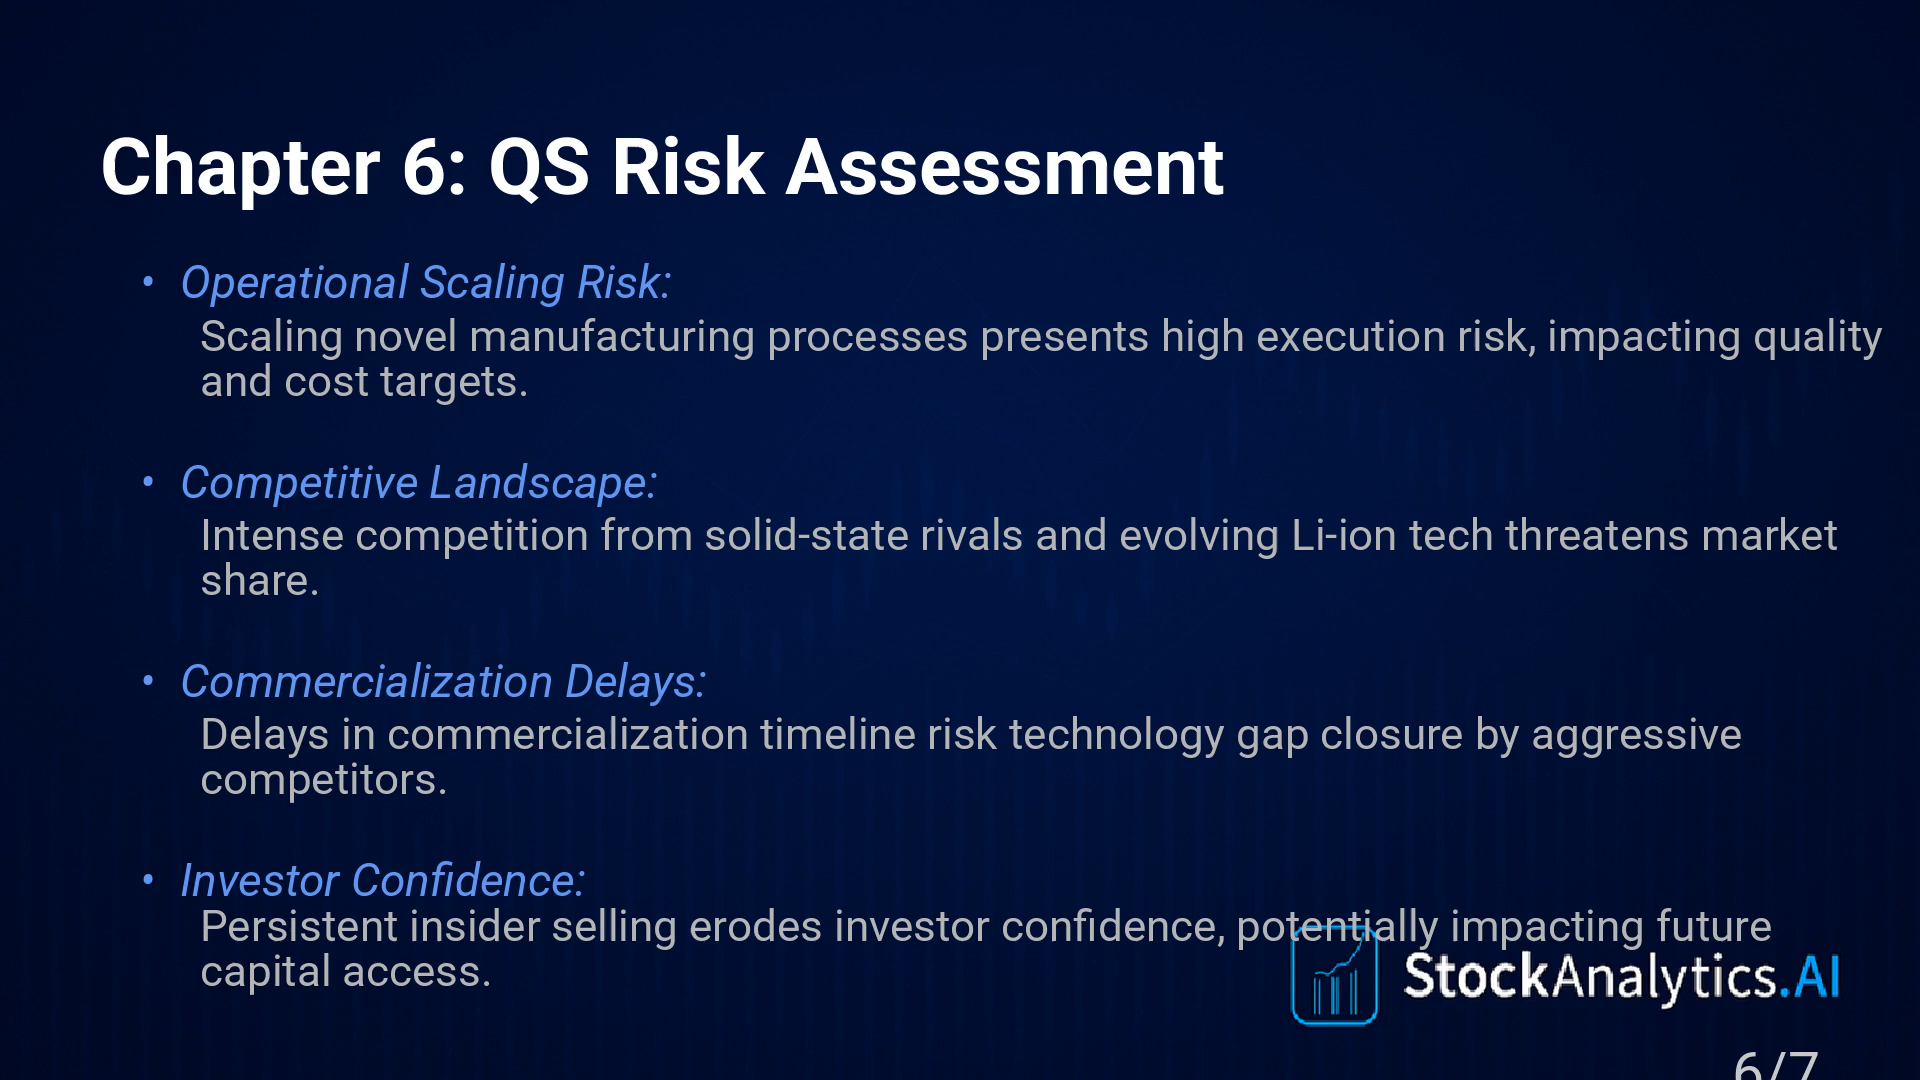 Chapter 6: QS Risk Assessment
• Operational Scaling Risk:
Scaling novel manufacturing processes presents high execution risk, impacting quality
and cost targets.
• Competitive Landscape:
Intense competition from solid-state rivals and evolving Li-ion tech threatens market
share.
• Commercialization Delays:
Delays in commercialization timeline risk technology gap closure by aggressive
competitors.
• Investor Confidence:
Persistent insider selling erodes investor confidence, potentially impacting future
capital access.
StockAnalytics.AI
6/7